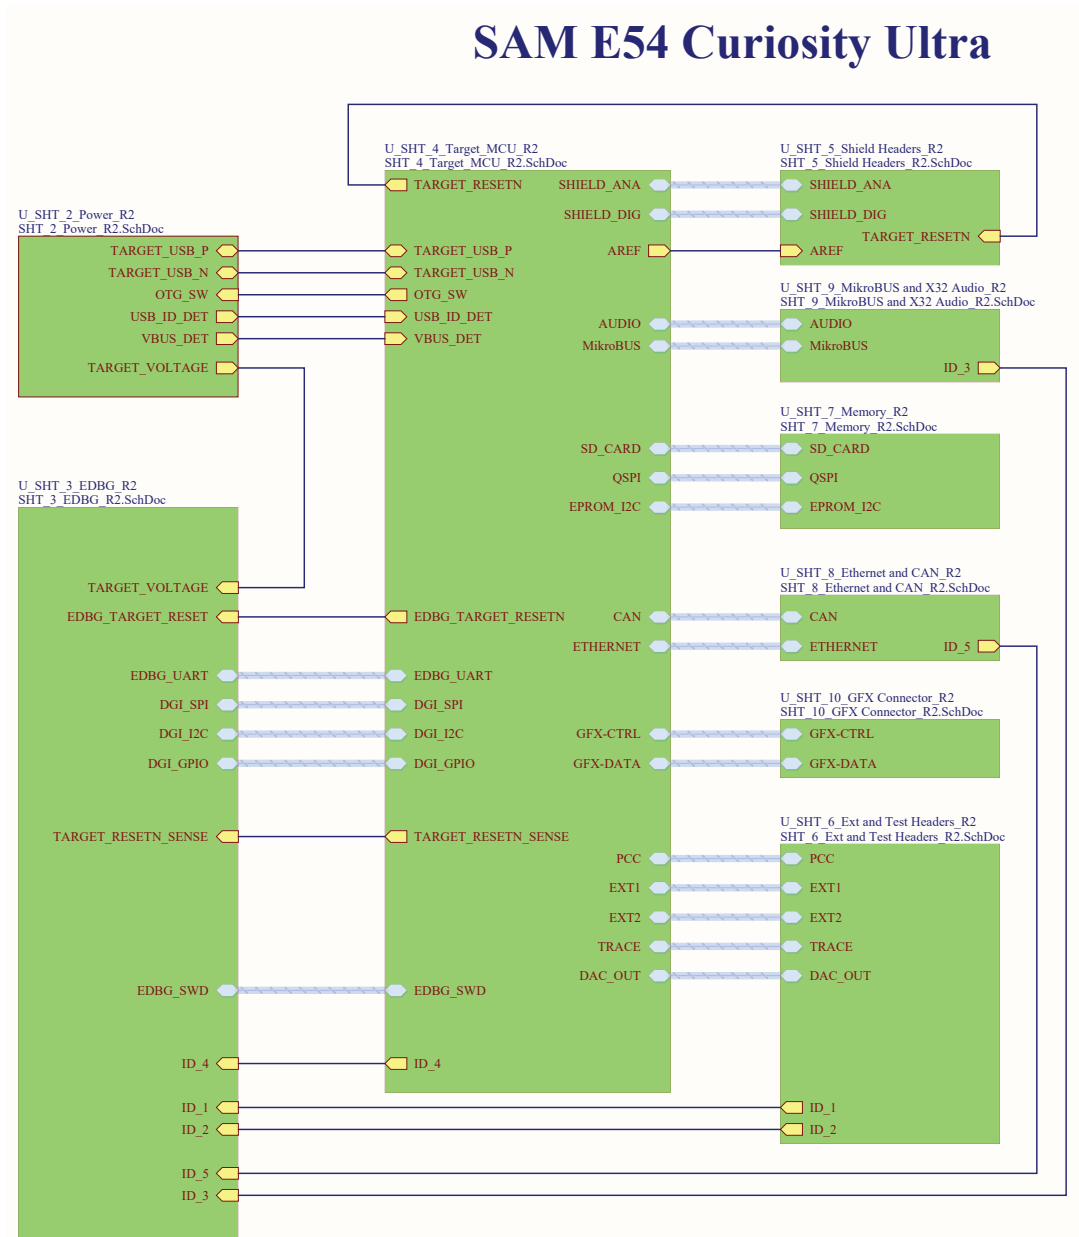 SAM E54 Curiosity Ultra
U_SHT_2_Power_R2
SHT_2_Power_R2.SchDoc
TARGET_USB_P
TARGET_USB_N
OTG_SW
USB_ID_DET
VBUS_DET
TARGET_VOLTAGE
U_SHT_3_EDBG_R2
SHT_3_EDBG_R2.SchDoc
TARGET_VOLTAGE
EDBG_TARGET_RESET
EDBG_UART
DGI_SPI
DGI_I2C
DGI_GPIO
TARGET_RESETN_SENSE
EDBG_SWD
ID_4
ID_1
ID_2
ID_5
ID_3
U_SHT_4_Target_MCU_R2
SHT_4_Target_MCU_R2.SchDoc
TARGET_RESETN
TARGET_USB_P
TARGET_USB_N
OTG_SW
USB_ID_DET
VBUS_DET
EDBG_TARGET_RESETN
EDBG_UART
DGI_SPI
DGI_I2C
DGI_GPIO
TARGET_RESETN_SENSE
EDBG_SWD
ID_4
SHIELD_ANA
SHIELD_DIG
AREF
AUDIO
MikroBUS
SD_CARD
QSPI
EPROM_I2C
CAN
ETHERNET
GFX-CTRL
GFX-DATA
PCC
EXT1
EXT2
TRACE
DAC_OUT
U_SHT_5_Shield Headers_R2
SHT_5_Shield Headers_R2.SchDoc
SHIELD_ANA
SHIELD_DIG
TARGET_RESETN
AREF
U_SHT_9_MikroBUS and X32 Audio_R2
SHT_9_MikroBUS and X32 Audio_R2.SchDoc
AUDIO
MikroBUS
ID_3
U_SHT_7_Memory_R2
SHT_7_Memory_R2.SchDoc
SD_CARD
QSPI
EPROM_I2C
U_SHT_8_Ethernet and CAN_R2
SHT_8_Ethernet and CAN_R2.SchDoc
CAN
ETHERNET ID_5
U_SHT_10_GFX Connector_R2
SHT_10_GFX Connector_R2.SchDoc
GFX-CTRL
GFX-DATA
U_SHT_6_Ext and Test Headers_R2
SHT_6_Ext and Test Headers_R2.SchDoc
PCC
EXT1
EXT2
TRACE
DAC_OUT
ID_1
ID_2